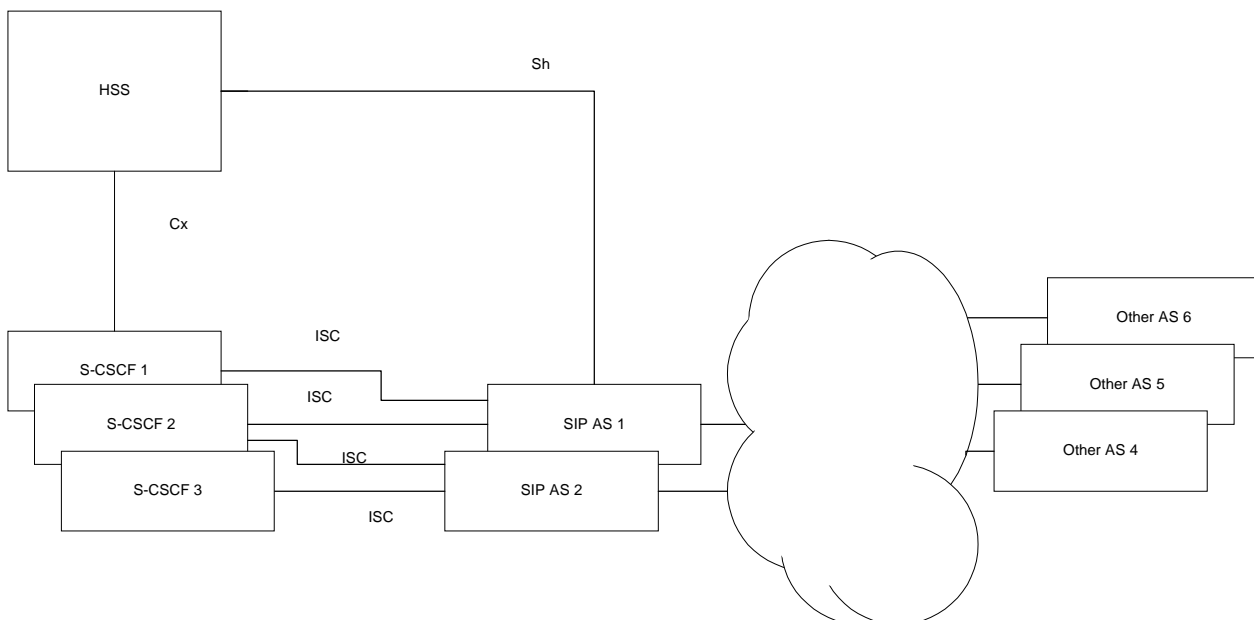 Sh
HSS
Cx
ISC
S-CSCF 1
ISC
S-CSCF 2
SIP AS 1
ISC
S-CSCF 3
SIP AS 2
ISC
Other AS 6
Other AS 5
Other AS 4